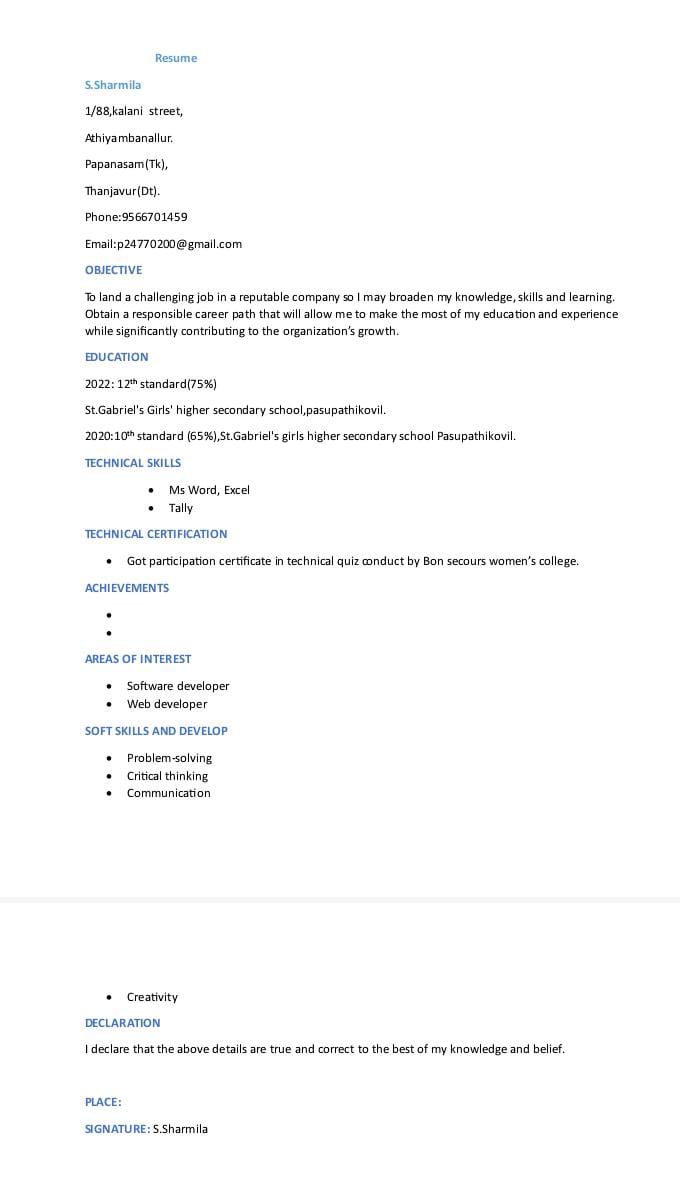 Resume
S.Sharmila
1/88,kalani  street,
Athiyambanallur.
Papanasam(Tk),
Thanjavur(Dt).
Phone:9566701459
Email:p24770200@gmail.com
OBJECTIVE
To land a challenging job in a reputable company so I may broaden my knowledge, skills and learning.
Obtain a responsible career path that will allow me to make the most of my education and experience
while significantly contributing to the organization’s growth.
EDUCATION
2022: 12th standard(75%)
St.Gabriel's Girls' higher secondary school,pasupathikovil.
2020:10th standard (65%),St.Gabriel's girls higher secondary school Pasupathikovil.
TECHNICAL SKILLS
• Ms Word, Excel
• Tally
TECHNICAL CERTIFICATION
• Got participation certificate in technical quiz conduct by Bon secours women’s college.
ACHIEVEMENTS
•
•
AREAS OF INTEREST
• Software developer
• Web developer
SOFT SKILLS AND DEVELOP
• Problem-solving
• Critical thinking
• Communication
• Creativity
DECLARATION
I declare that the above details are true and correct to the best of my knowledge and belief.
PLACE:
SIGNATURE: S.Sharmila